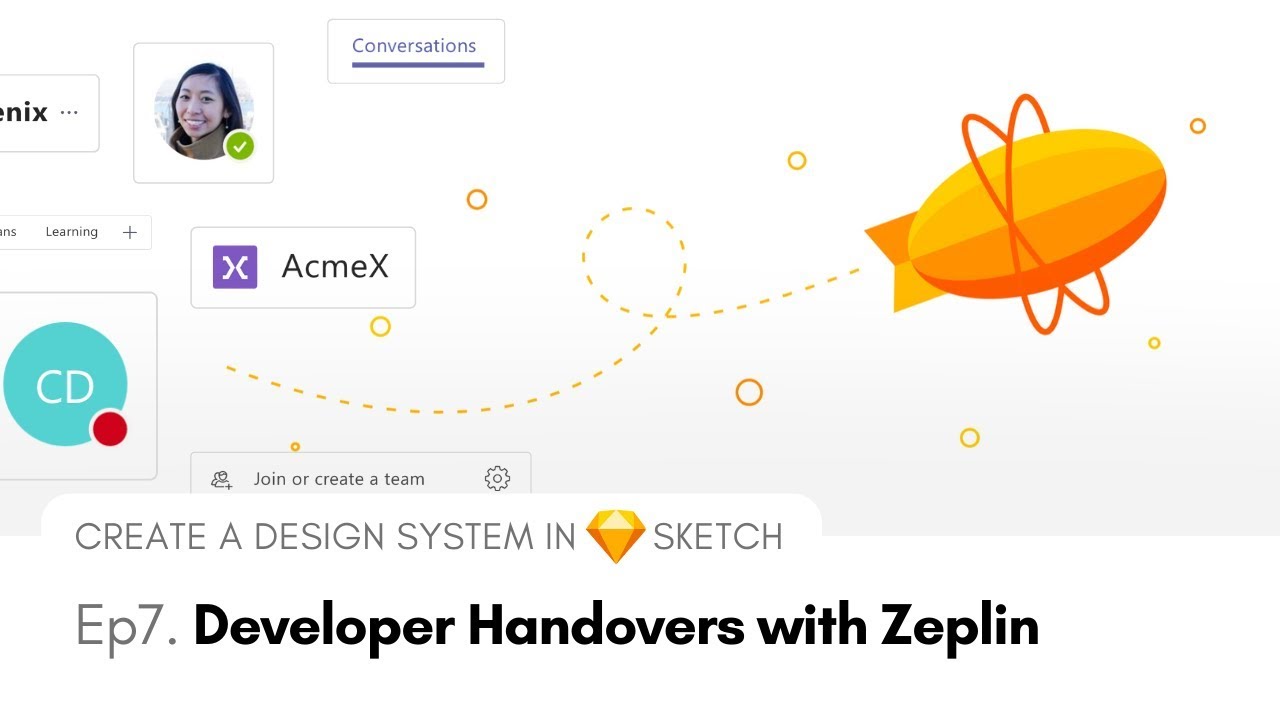 Conversations
enix ...
ans Learning +
AcmeX
CD
Join or create a team
CREATE A DESIGN SYSTEM IN SKETCH
Ep7. Developer Handovers with Zeplin